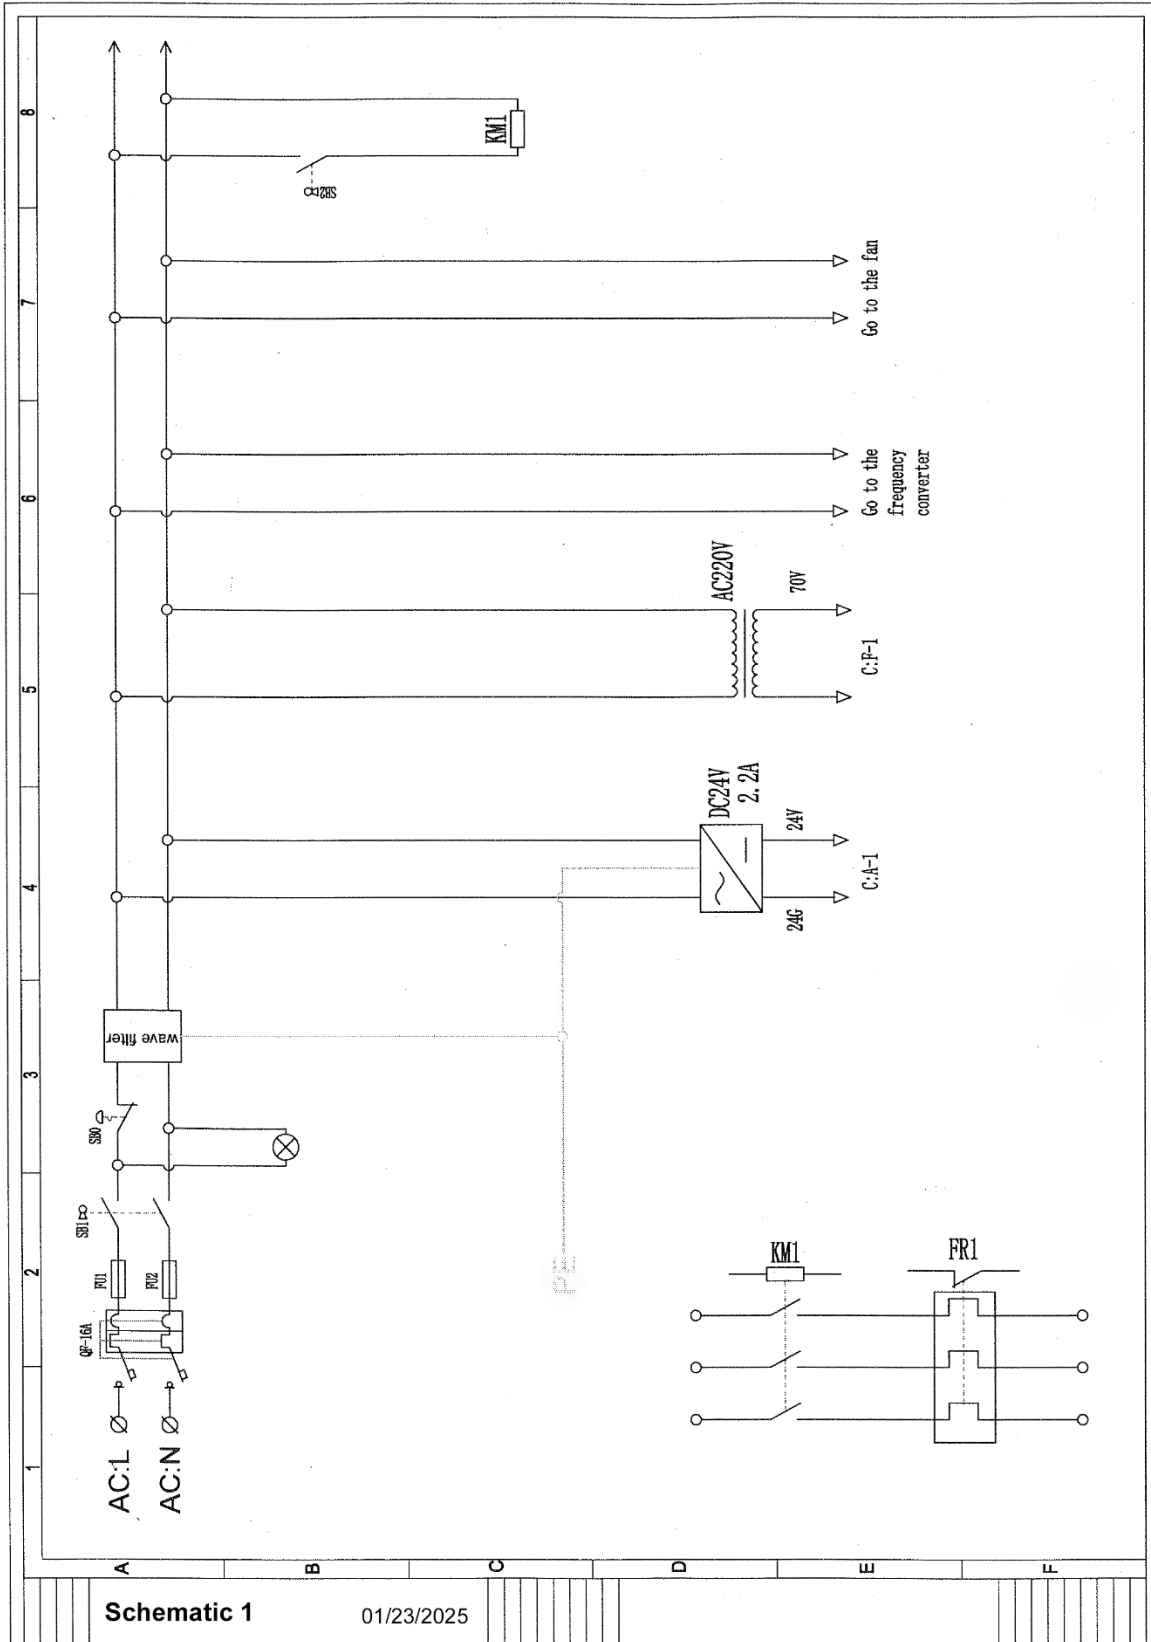 8
7
6
5
4
3
2
1
A
B
C
D
E
F
KM1
SB2
Go to the fan
Go to the
frequency
converter
AC220V
70V
C:F-1
DC24V
2.2A
24V
24G
C:A-1
wave filter
SB0
SB1
FU1
FU2
QF-16A
AC:L
AC:N
PE
KM1
FR1
Schematic 1
01/23/2025